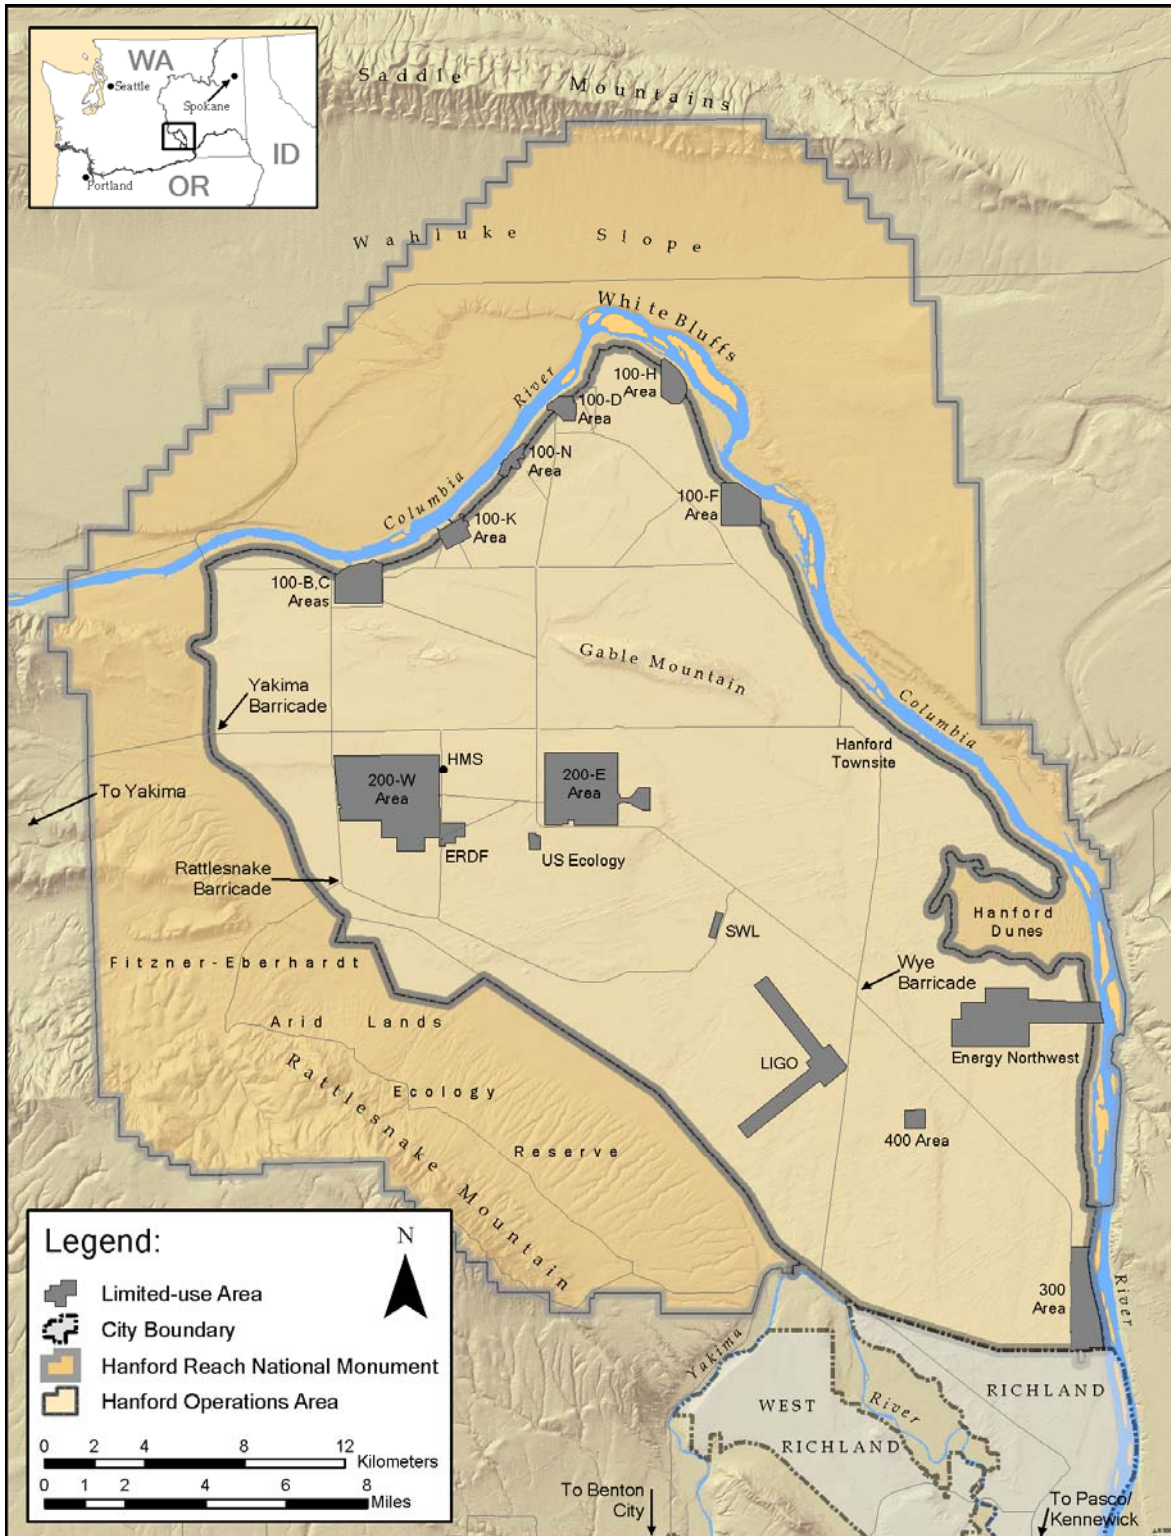 WA
Seattle
Spokane
ID
Portland
OR
Saddle Mountains
Wahluke Slope
White Bluffs
100-H
Area
River
100-D
Area
100-N
Area
Columbia
100-F
Area
100-K
Area
100-B,C
Areas
Gable Mountain
Yakima
Barricade
Columbia
Hanford
Townsite
HMS
200-W
Area
200-E
Area
To Yakima
ERDF
US Ecology
Rattlesnake
Barricade
Hanford
Dunes
SWL
Fitzner-Eberhardt
Wye
Barricade
Arid Lands
Energy Northwest
LIGO
Ecology
Rattlesnake Mountain
400 Area
Reserve
Legend:
N
Limited-use Area
City Boundary
Hanford Reach National Monument
Hanford Operations Area
0 2 4 8 12
Kilometers
0 1 2 4 6 8
Miles
300
Area
River
Yakima
River
RICHLAND
WEST
RICHLAND
To Benton
City
To Pasco/
Kennewick